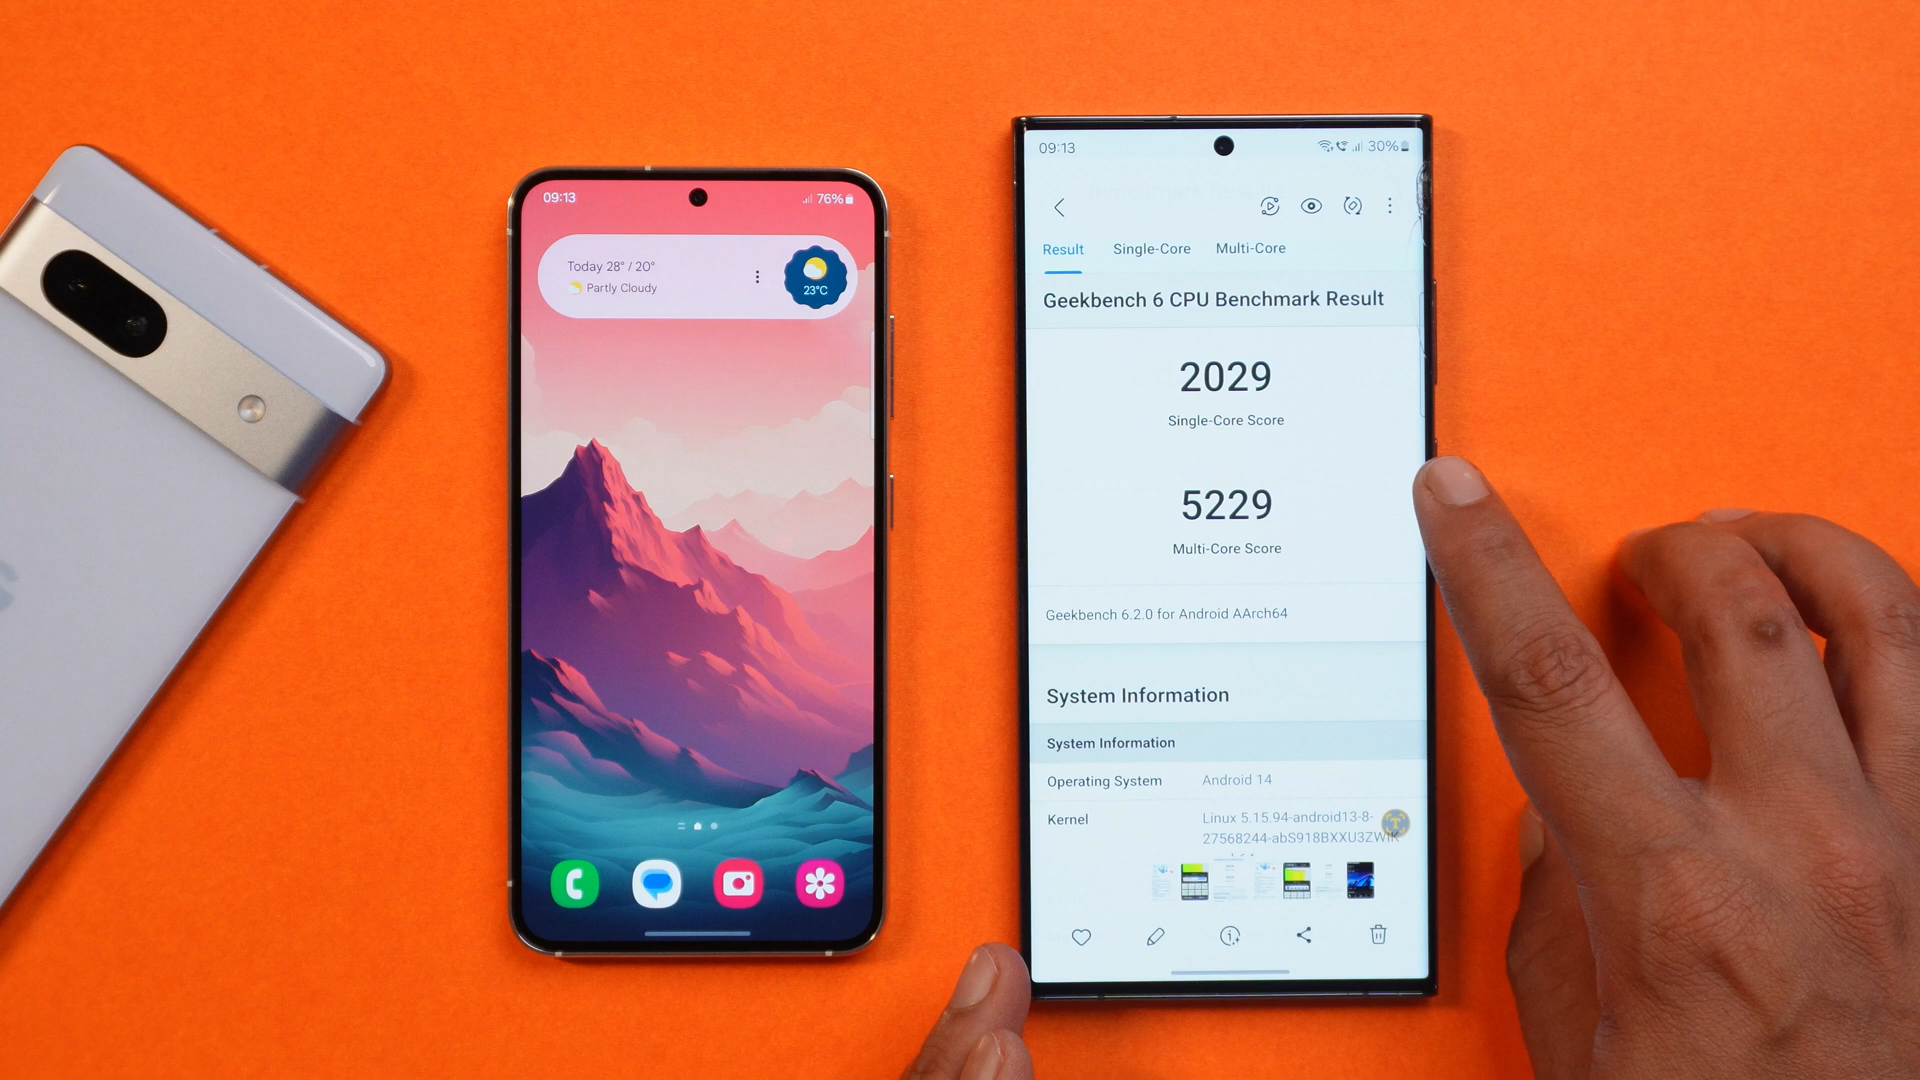 09:13
76%
Today 28° / 20°
Partly Cloudy
23°C
09:13
30%
Result Single-Core Multi-Core
Geekbench 6 CPU Benchmark Result
2029
Single-Core Score
5229
Multi-Core Score
Geekbench 6.2.0 for Android AArch64
System Information
System Information
Operating System Android 14
Kernel Linux 5.15.94-android13-8-
27568244-abS918BXXU3ZWIK